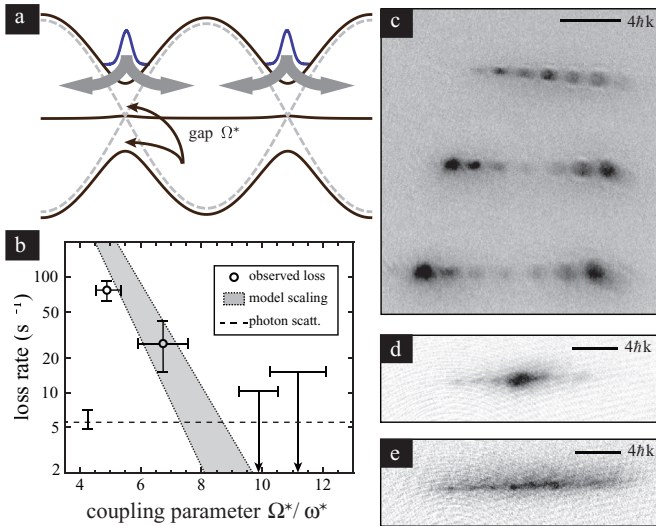 a
gap Ω*
b
loss rate (s ⁻¹)
100
50
20
10
5
2
observed loss
model scaling
photon scatt.
4
6
8
10
12
coupling parameter Ω*/ω*
c
4ħk
d
4ħk
e
4ħk